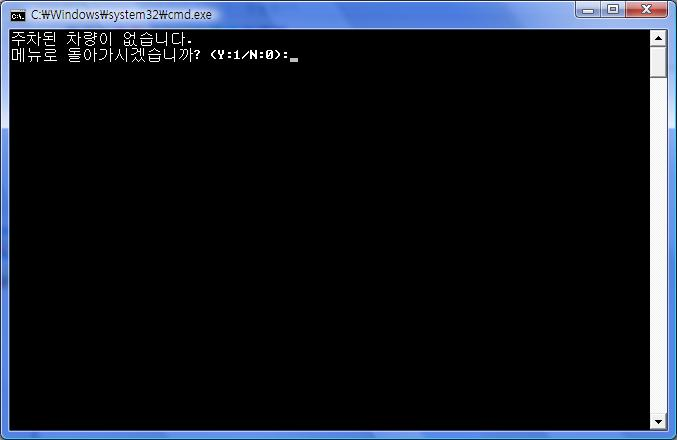 C:\Windows\system32\cmd.exe
주차된 차량이 없습니다.
메뉴로 돌아가시겠습니까? (Y:1/N:0):